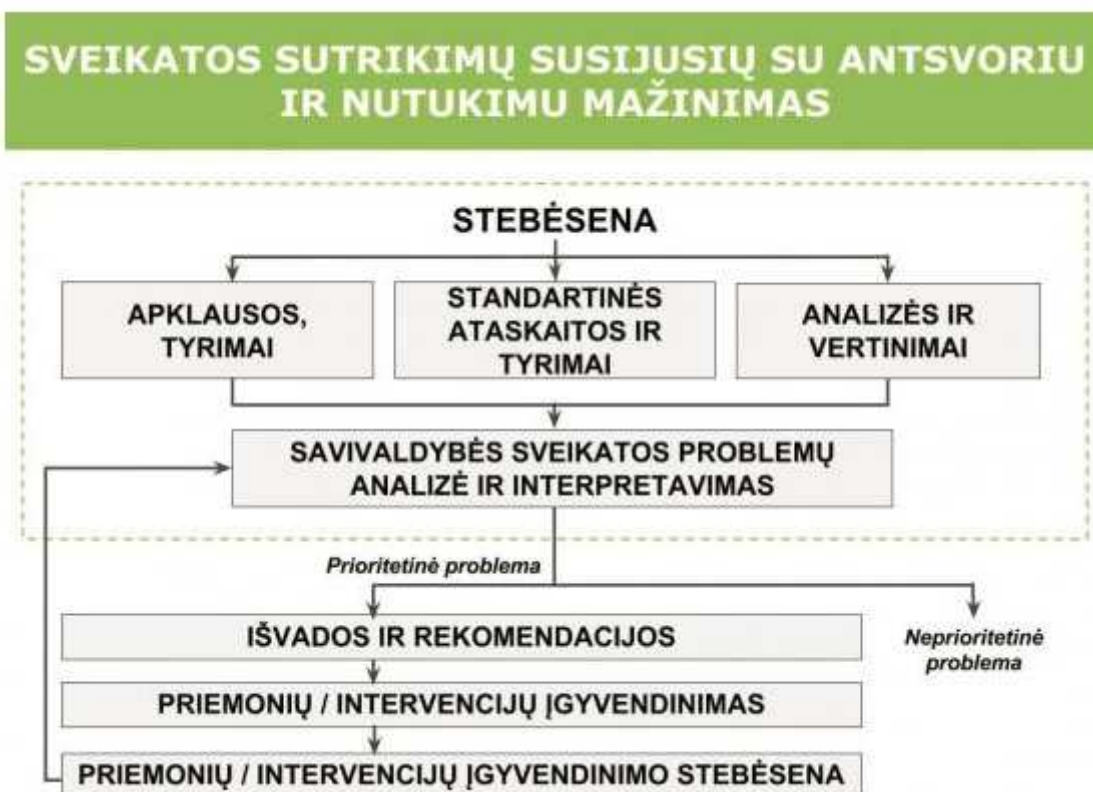 SVEIKATOS SUTRIKIMŲ SUSIJUSIŲ SU ANTSVORIU
IR NUTUKIMU MAŽINIMAS
STEBĖSENA
APKLAUSOS,
TYRIMAI
STANDARTINĖS
ATASKAITOS IR
TYRIMAI
ANALIZĖS IR
VERTINIMAI
SAVIVALDYBĖS SVEIKATOS PROBLEMŲ
ANALIZĖ IR INTERPRETAVIMAS
Prioritetinė problema
IŠVADOS IR REKOMENDACIJOS
Neprioritetinė
problema
PRIEMONIŲ / INTERVENCIJŲ ĮGYVENDINIMAS
PRIEMONIŲ / INTERVENCIJŲ ĮGYVENDINIMO STEBĖSENA